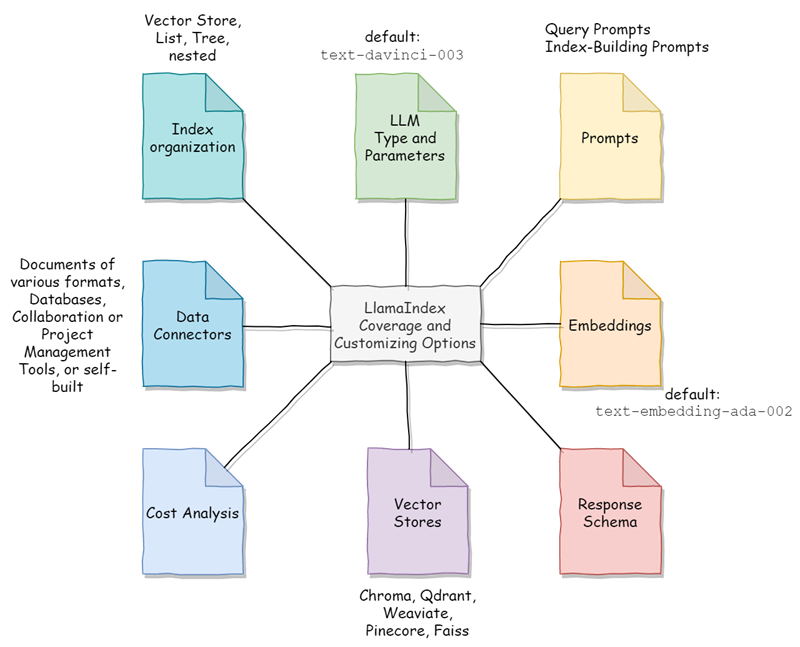 Vector Store,
List, Tree,
nested
default:
text-davinci-003
Query Prompts
Index-Building Prompts
Index
organization
LLM
Type and
Parameters
Prompts
Documents of
various formats,
Databases,
Collaboration or
Project
Management
Tools, or self-
built
Data
Connectors
LlamaIndex
Coverage and
Customizing Options
Embeddings
default:
text-embedding-ada-002
Cost Analysis
Vector
Stores
Response
Schema
Chroma, Qdrant,
Weaviate,
Pinecore, Faiss